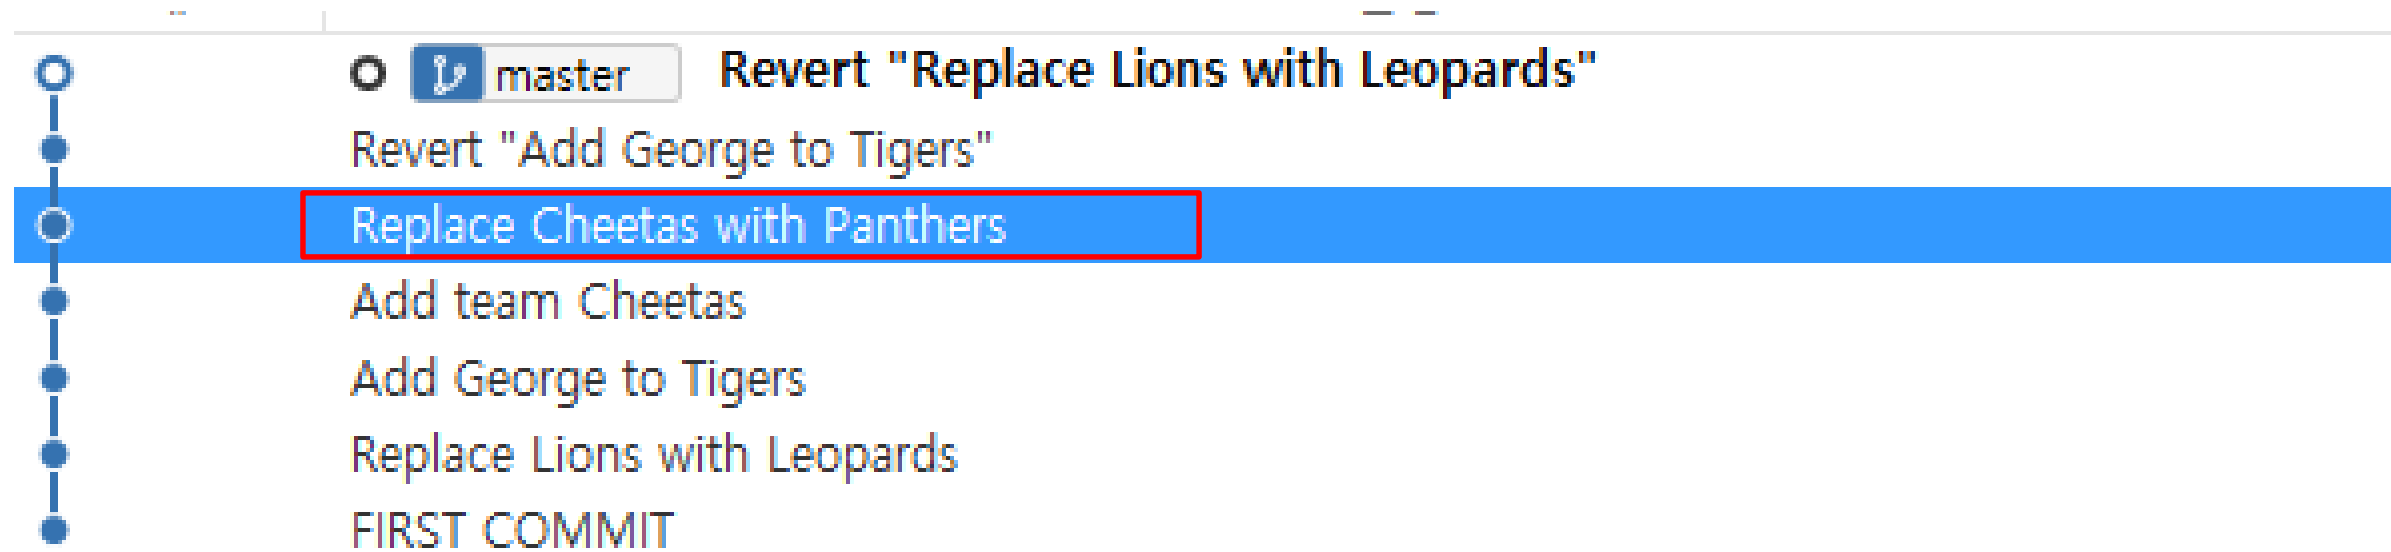 master Revert "Replace Lions with Leopards"
Revert "Add George to Tigers"
Replace Cheetas with Panthers
Add team Cheetas
Add George to Tigers
Replace Lions with Leopards
FIRST COMMIT